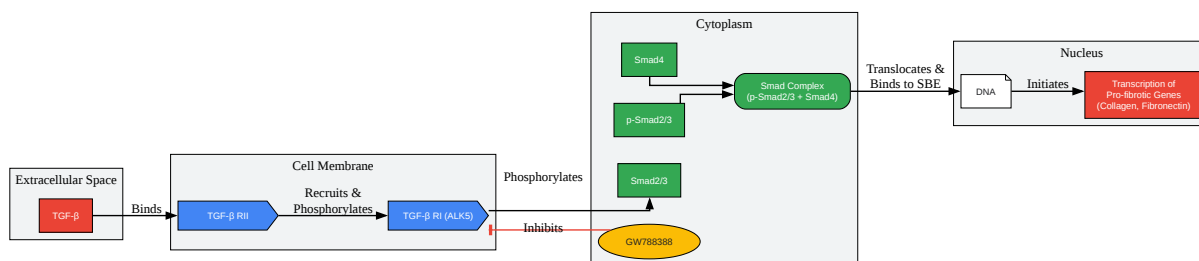 Extracellular Space
TGF-β
Binds
Cell Membrane
TGF-β RII
Recruits &
Phosphorylates
TGF-β RI (ALK5)
Phosphorylates
Inhibits
Cytoplasm
Smad4
p-Smad2/3
Smad2/3
GW788388
Smad Complex
(p-Smad2/3 + Smad4)
Translocates &
Binds to SBE
Nucleus
DNA
Initiates
Transcription of
Pro-fibrotic Genes
(Collagen, Fibronectin)